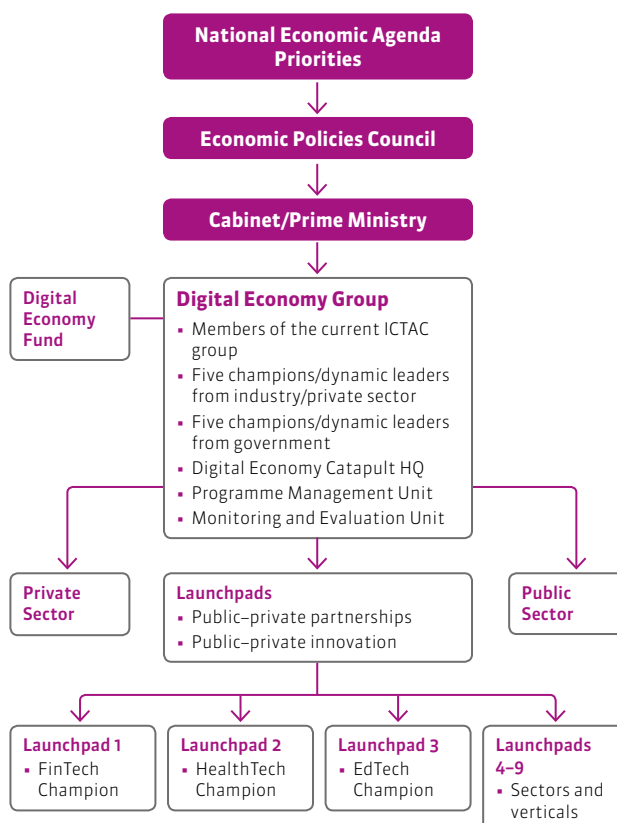 National Economic Agenda
Priorities
Economic Policies Council
Cabinet/Prime Ministry
Digital
Economy
Fund
Digital Economy Group
▪ Members of the current ICTAC
group
▪ Five champions/dynamic leaders
from industry/private sector
▪ Five champions/dynamic leaders
from government
▪ Digital Economy Catapult HQ
▪ Programme Management Unit
▪ Monitoring and Evaluation Unit
Private
Sector
Launchpads
▪ Public–private partnerships
▪ Public–private innovation
Public
Sector
Launchpad 1
▪ FinTech
Champion
Launchpad 2
▪ HealthTech
Champion
Launchpad 3
▪ EdTech
Champion
Launchpads
4–9
▪ Sectors and
verticals